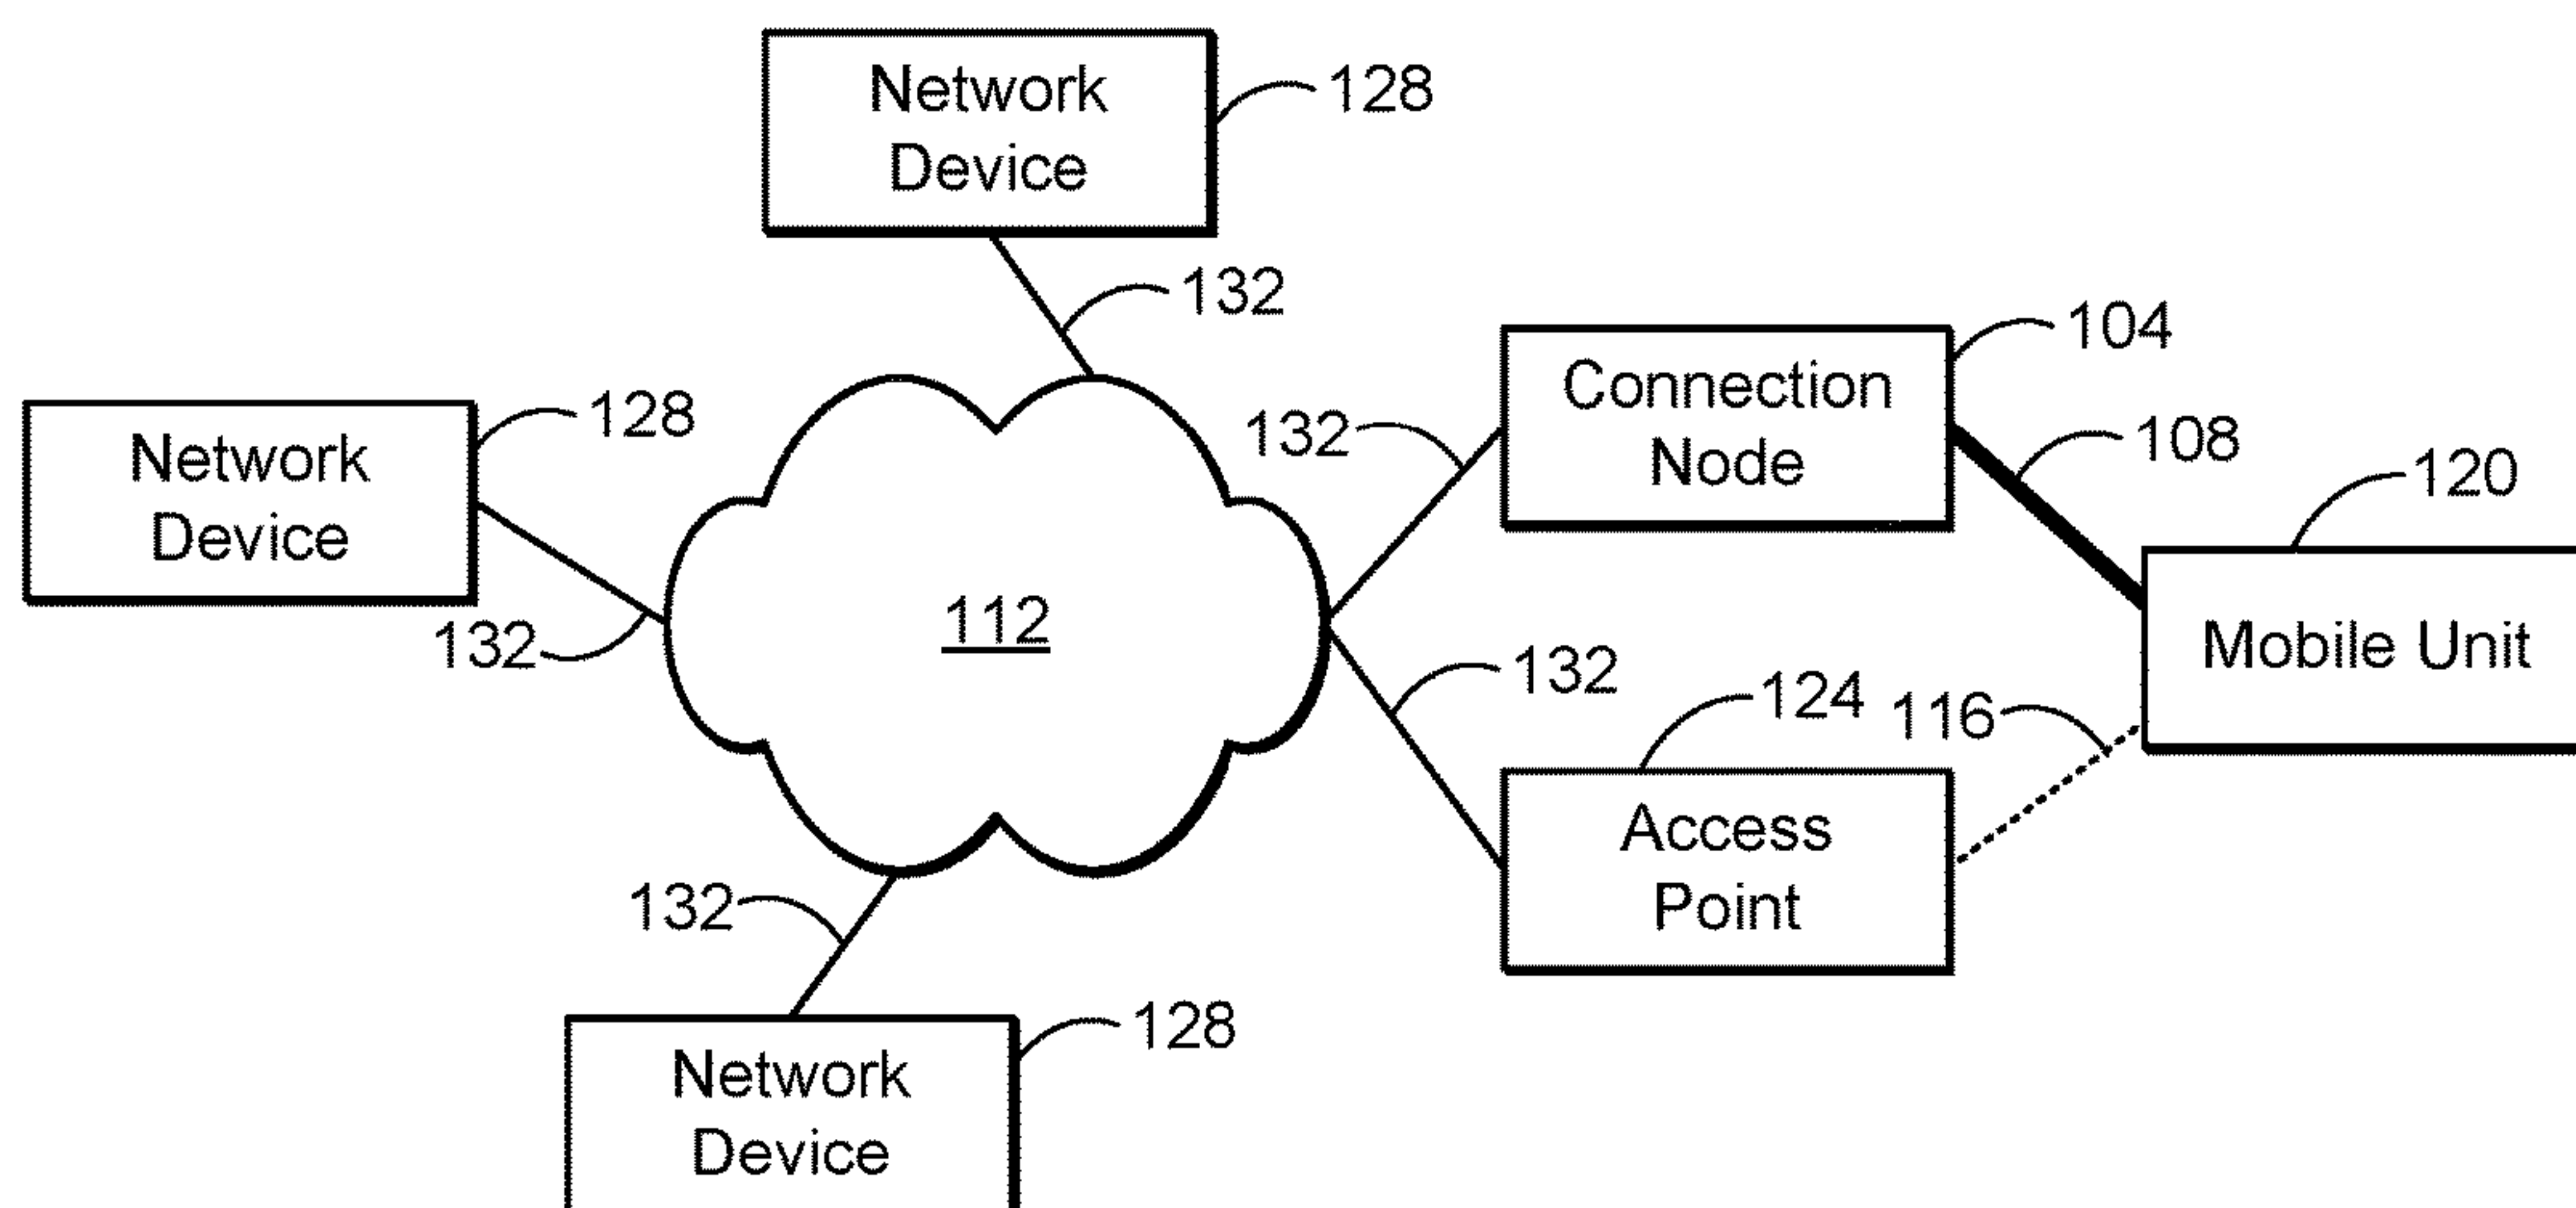 Network
Device
128
132
Network
Device
128
132
112
132
Connection
Node
104
108
120
Mobile Unit
132
124
116
Access
Point
132
Network
Device
128